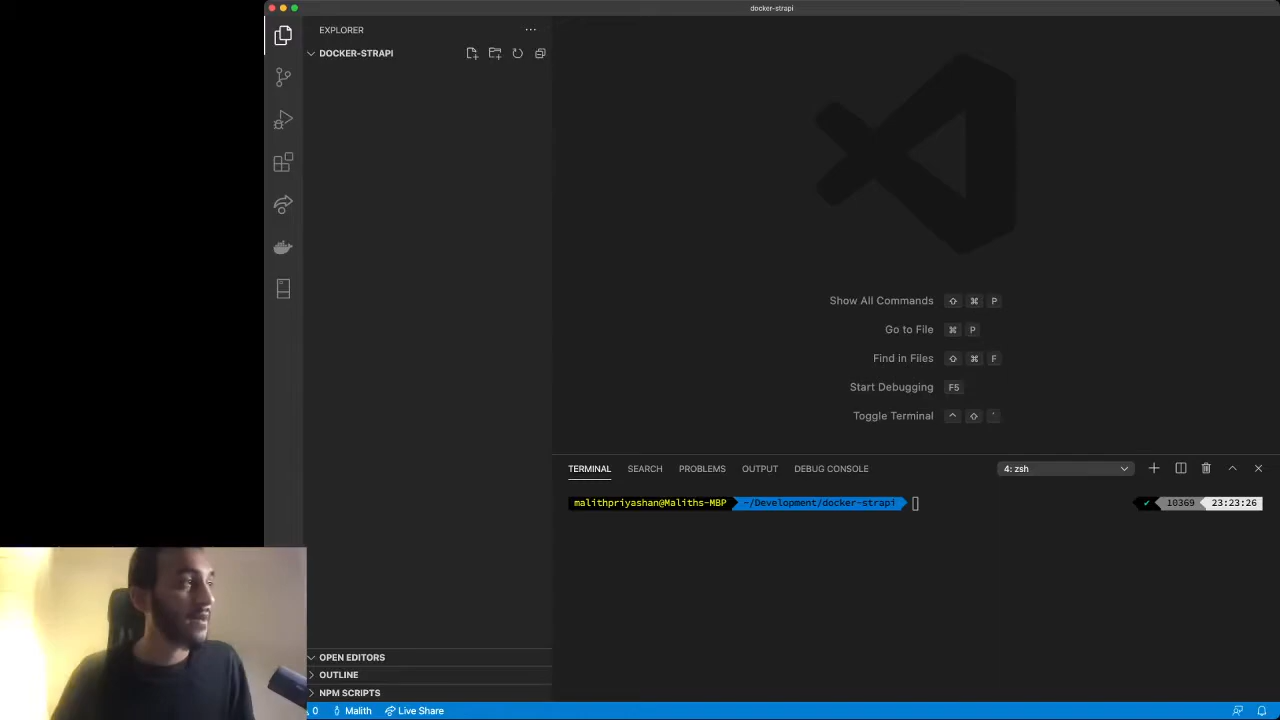 docker-strapi
EXPLORER
DOCKER-STRAPI
Show All Commands ⇧ ⌘ P
Go to File ⌘ P
Find in Files ⇧ ⌘ F
Start Debugging F5
Toggle Terminal ^ ⇧ `
TERMINAL SEARCH PROBLEMS OUTPUT DEBUG CONSOLE 4: zsh
malithpriyashan@Maliths-MBP ~/Development/docker-strapi ✓ 10369 23:23:26
OPEN EDITORS
OUTLINE
NPM SCRIPTS
0 Malith Live Share